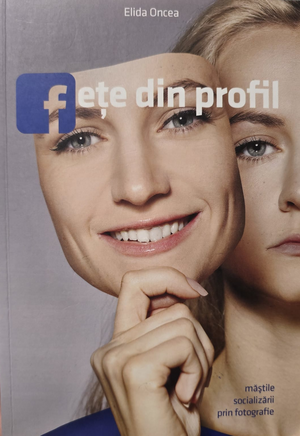 Elida Oncea
fețe din profil
măștile
socializării
prin fotografie